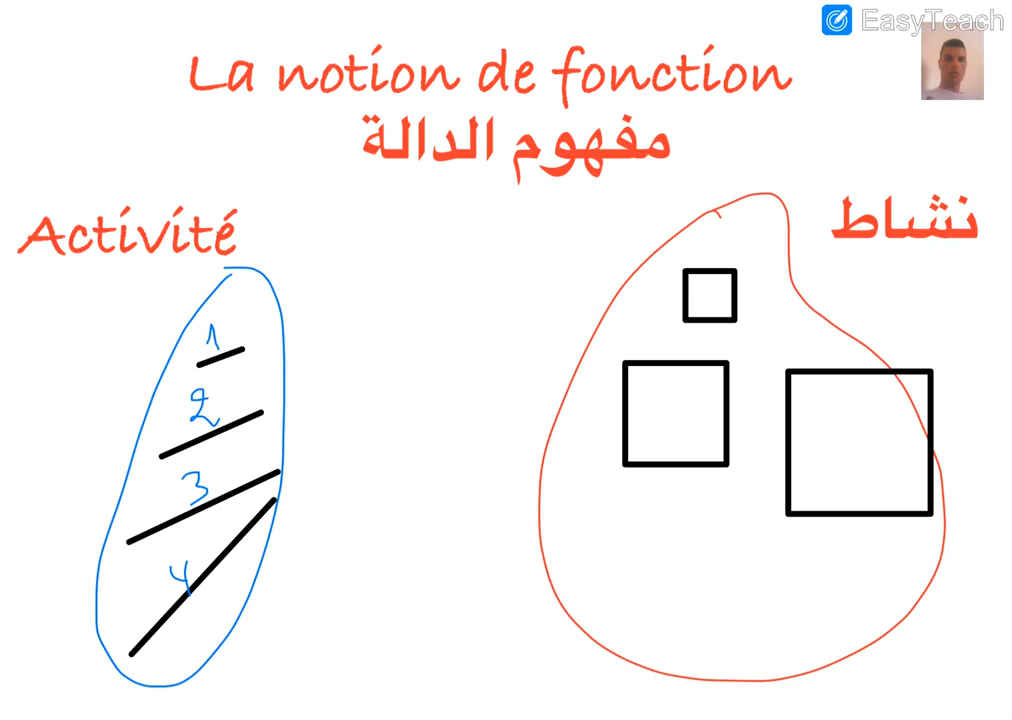 EasyTeach
La notion de fonction
مفهوم الدالة
Activité
نشاط
1
2
3
4